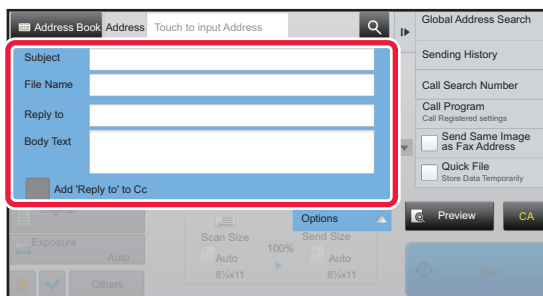 Address Book Address Touch to input Address
Subject
File Name
Reply to
Body Text
Add 'Reply to' to Cc
Original
Options
Exposure
Auto
Scan Size
100%
Send Size
Auto
Auto
8½x11
8½x11
Others
Global Address Search
Sending History
Call Search Number
Call Program
Call Registered settings
Send Same Image
as Fax Address
Quick File
Store Data Temporarily
Preview
CA
Start